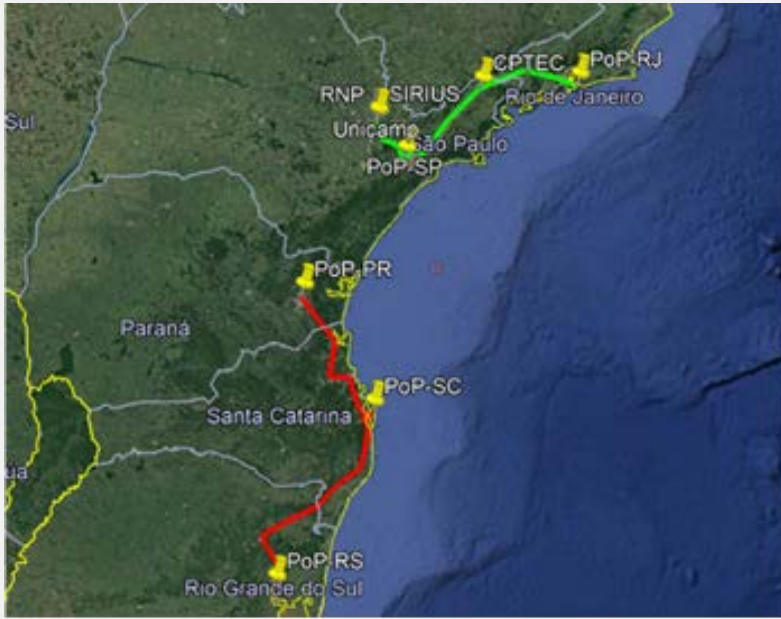 CPTEC
PoP-RJ
RNP
SIRIUS
Rio de Janeiro
Sul
Unicamp
São Paulo
PoP-SP
PoP-PR
Paraná
PoP-SC
Santa Catarina
úa
PoP-RS
Rio Grande do Sul